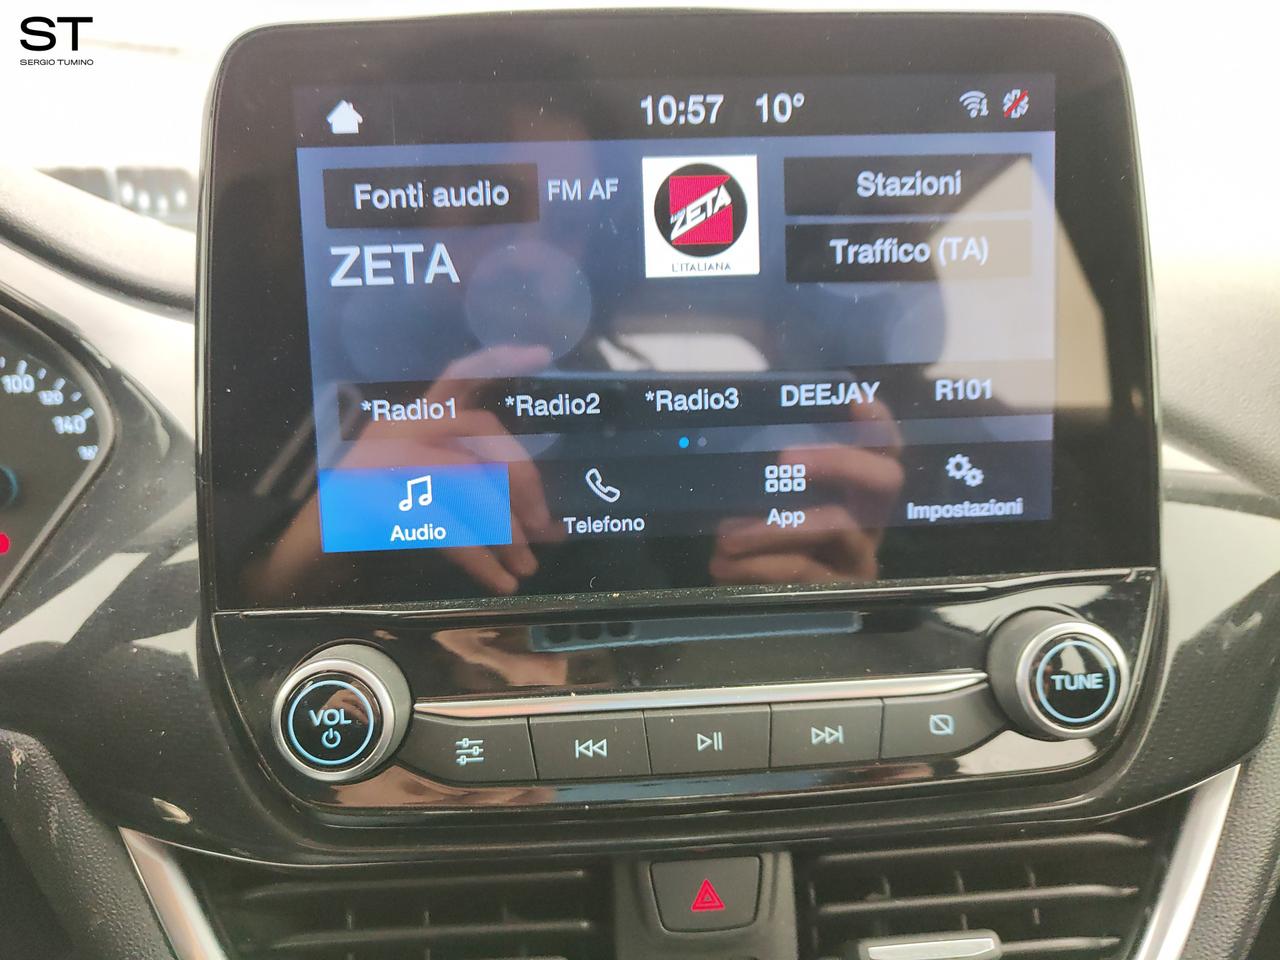 ST
SERGIO TUMINO
10:57 10°
Fonti audio
FM AF
ZETA
ZETA
L'ITALIANA
Stazioni
Traffico (TA)
*Radio1 *Radio2 *Radio3 DEEJAY R101
Audio Telefono App Impostazioni
VOL
TUNE
100
120
140